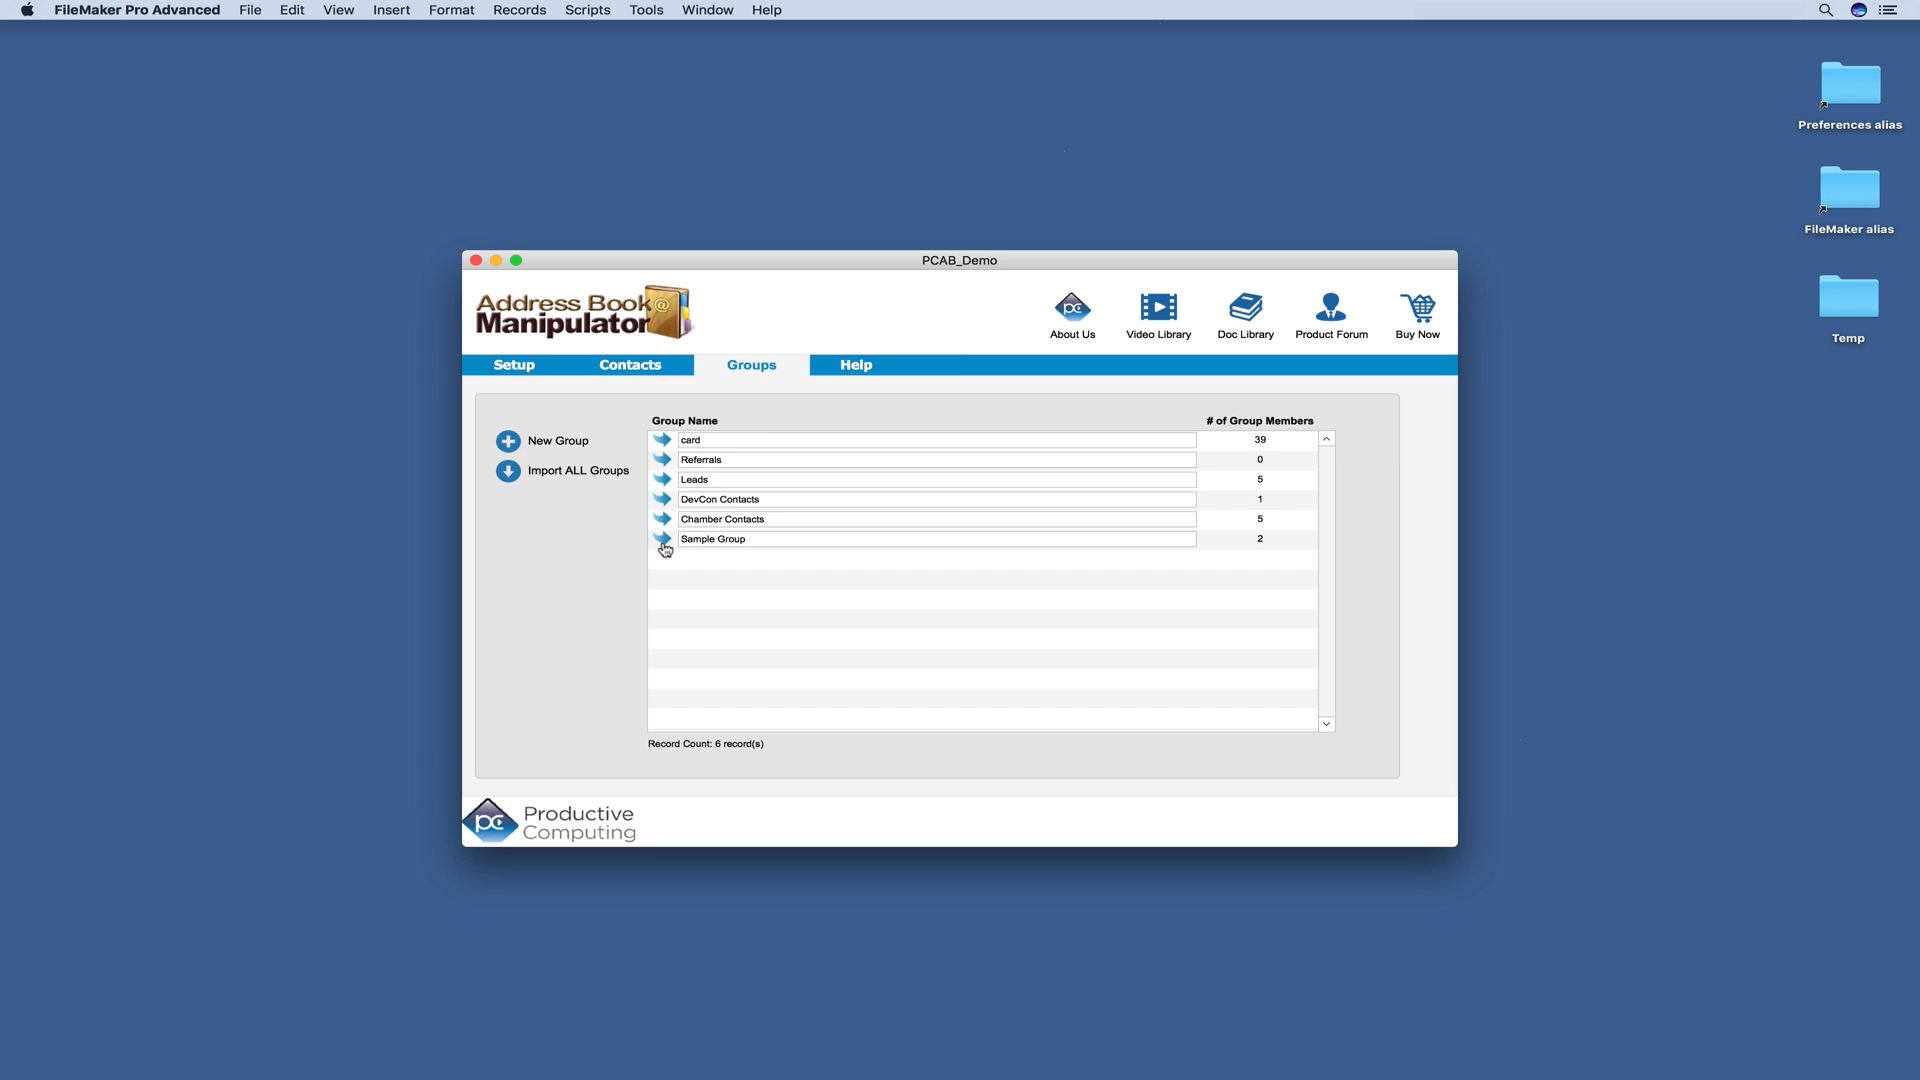 FileMaker Pro Advanced File Edit View Insert Format Records Scripts Tools Window Help
Preferences alias
FileMaker alias
Temp
PCAB_Demo
Address Book
Manipulator
@
pc
About Us
Video Library
Doc Library
Product Forum
Buy Now
Setup Contacts Groups Help
New Group
Import ALL Groups
Group Name # of Group Members
card 39
Referrals 0
Leads 5
DevCon Contacts 1
Chamber Contacts 5
Sample Group 2
Record Count: 6 record(s)
pc
Productive
Computing